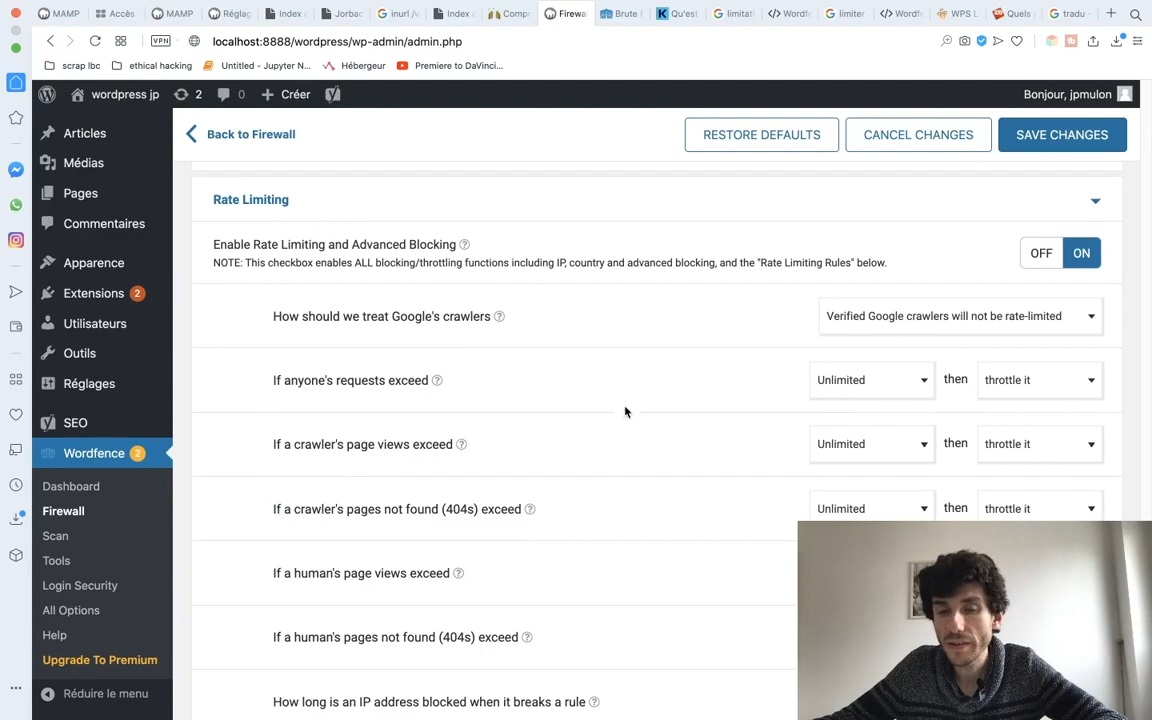 MAMP
Accès
MAMP
Réglag
Index
Jorbac
inurl /v
Index
Comp
Firewa
Brute
Qu'est
limitati
Wordfe
limiter
Wordfe
WPS L
Quels
tradu
VPN
localhost:8888/wordpress/wp-admin/admin.php
scrap lbc
ethical hacking
Untitled - Jupyter N...
Hébergeur
Premiere to DaVinci...
wordpress jp
2
0
Créer
Bonjour, jpmulon
Articles
Médias
Pages
Commentaires
Apparence
Extensions 2
Utilisateurs
Outils
Réglages
SEO
Wordfence 2
Dashboard
Firewall
Scan
Tools
Login Security
All Options
Help
Upgrade To Premium
Réduire le menu
Back to Firewall
RESTORE DEFAULTS
CANCEL CHANGES
SAVE CHANGES
Rate Limiting
Enable Rate Limiting and Advanced Blocking
NOTE: This checkbox enables ALL blocking/throttling functions including IP, country and advanced blocking, and the "Rate Limiting Rules" below.
OFF ON
How should we treat Google's crawlers
Verified Google crawlers will not be rate-limited
If anyone's requests exceed
Unlimited then throttle it
If a crawler's page views exceed
Unlimited then throttle it
If a crawler's pages not found (404s) exceed
Unlimited then throttle it
If a human's page views exceed
If a human's pages not found (404s) exceed
How long is an IP address blocked when it breaks a rule